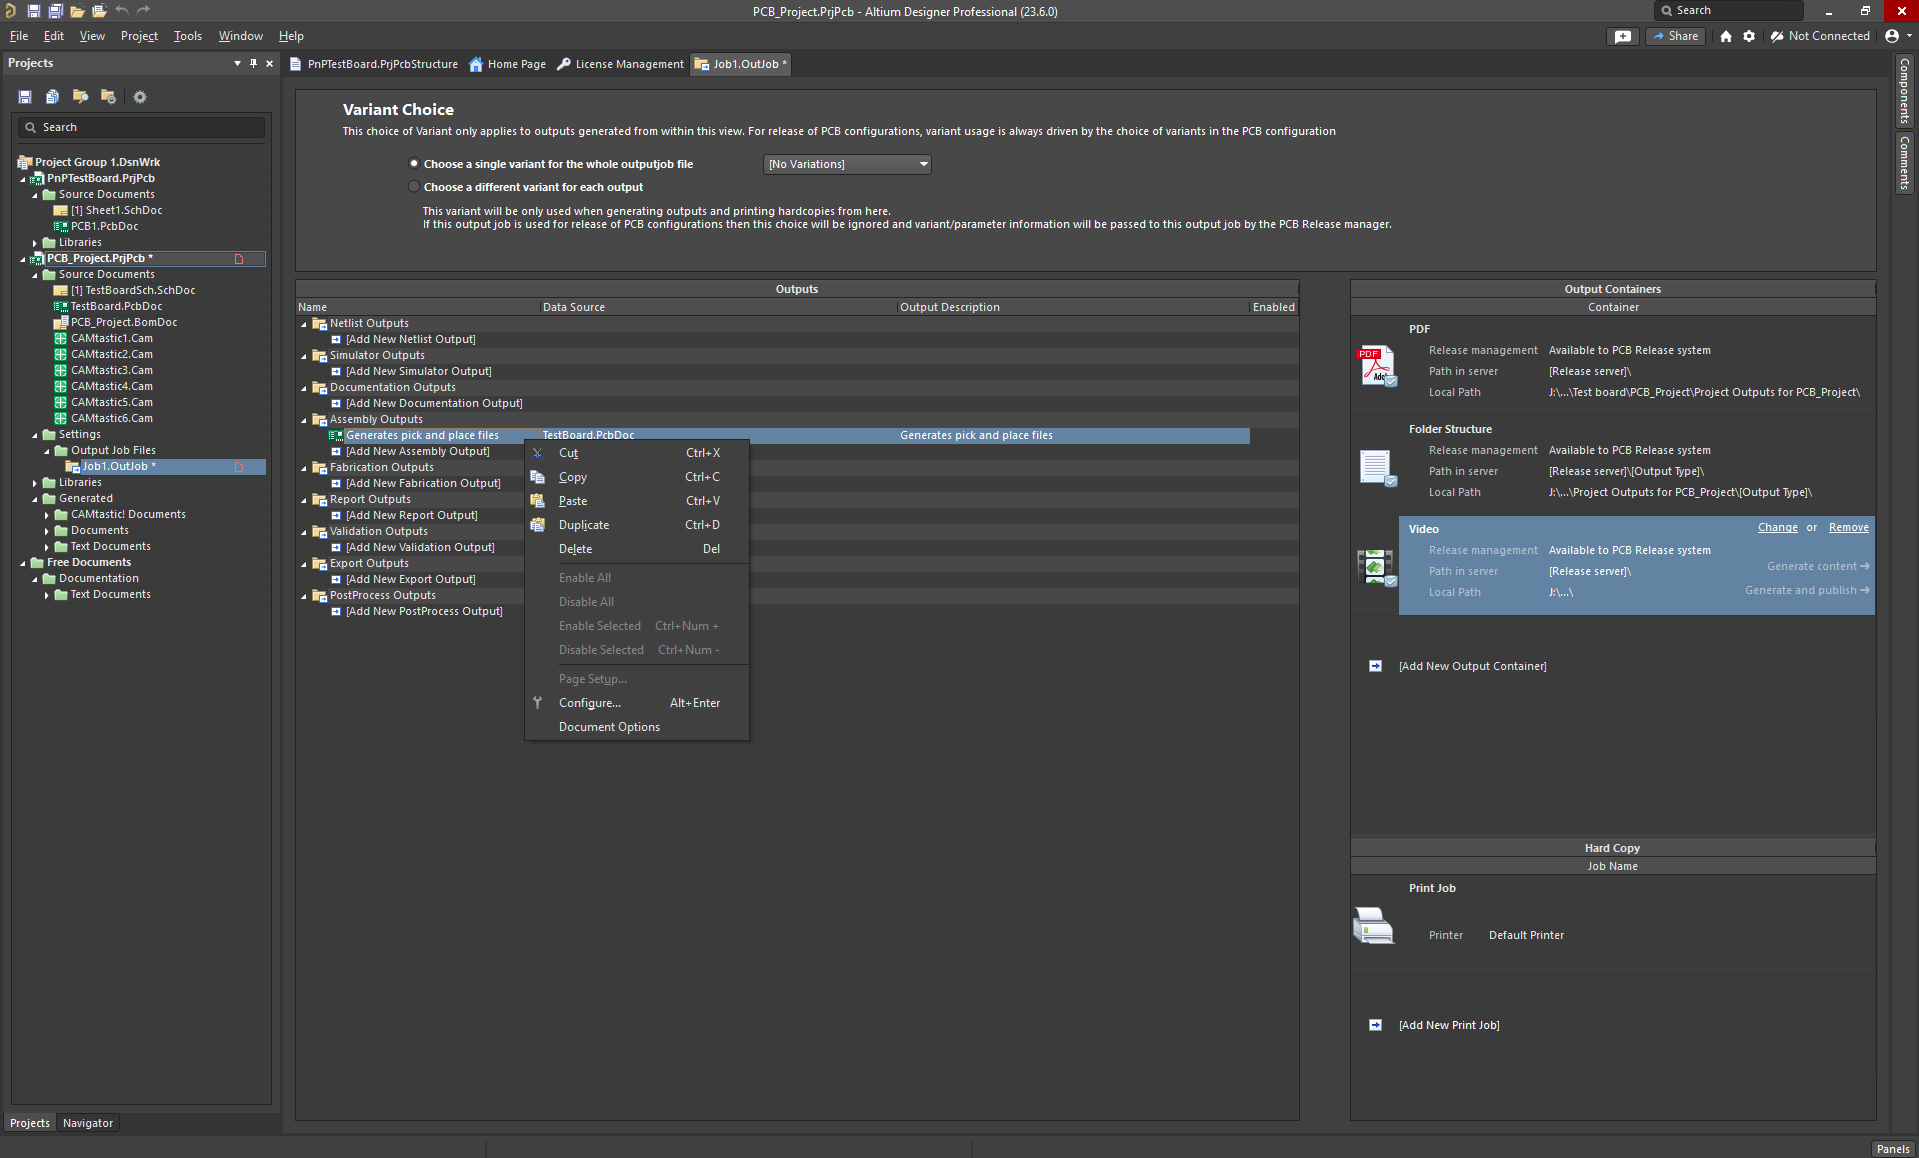 PCB_Project.PrjPcb - Altium Designer Professional (23.6.0)
Search
File Edit View Project Tools Window Help
Share
Not Connected
Projects
PnPTestBoard.PrjPcbStructure
Home Page
License Management
Job1.OutJob *
Components
Comments
Search
Project Group 1.DsnWrk
PnPTestBoard.PrjPcb
Source Documents
[1] Sheet1.SchDoc
PCB1.PcbDoc
Libraries
PCB_Project.PrjPcb *
Source Documents
[1] TestBoardSch.SchDoc
TestBoard.PcbDoc
PCB_Project.BomDoc
CAMtastic1.Cam
CAMtastic2.Cam
CAMtastic3.Cam
CAMtastic4.Cam
CAMtastic5.Cam
CAMtastic6.Cam
Settings
Output Job Files
Job1.OutJob *
Libraries
Generated
CAMtastic! Documents
Documents
Text Documents
Free Documents
Documentation
Text Documents
Projects
Navigator
Variant Choice
This choice of Variant only applies to outputs generated from within this view. For release of PCB configurations, variant usage is always driven by the choice of variants in the PCB configuration
Choose a single variant for the whole outputjob file
[No Variations]
Choose a different variant for each output
This variant will be only used when generating outputs and printing hardcopies from here.
If this output job is used for release of PCB configurations then this choice will be ignored and variant/parameter information will be passed to this output job by the PCB Release manager.
Outputs
Name Data Source Output Description Enabled
Netlist Outputs
[Add New Netlist Output]
Simulator Outputs
[Add New Simulator Output]
Documentation Outputs
[Add New Documentation Output]
Assembly Outputs
Generates pick and place files TestBoard.PcbDoc Generates pick and place files
[Add New Assembly Output]
Fabrication Outputs
[Add New Fabrication Output]
Report Outputs
[Add New Report Output]
Validation Outputs
[Add New Validation Output]
Export Outputs
[Add New Export Output]
PostProcess Outputs
[Add New PostProcess Output]
Cut Ctrl+X
Copy Ctrl+C
Paste Ctrl+V
Duplicate Ctrl+D
Delete Del
Enable All
Disable All
Enable Selected Ctrl+Num +
Disable Selected Ctrl+Num -
Page Setup...
Configure... Alt+Enter
Document Options
Output Containers
Container
PDF
PDF
Adob
Release management Available to PCB Release system
Path in server [Release server]\
Local Path J:\...\Test board\PCB_Project\Project Outputs for PCB_Project\
Folder Structure
Release management Available to PCB Release system
Path in server [Release server]\[Output Type]\
Local Path J:\...\Project Outputs for PCB_Project\[Output Type]\
Video Change or Remove
Release management Available to PCB Release system
Path in server [Release server]\
Generate content
Local Path J:\...\
Generate and publish
[Add New Output Container]
Hard Copy
Job Name
Print Job
Printer Default Printer
[Add New Print Job]
Panels